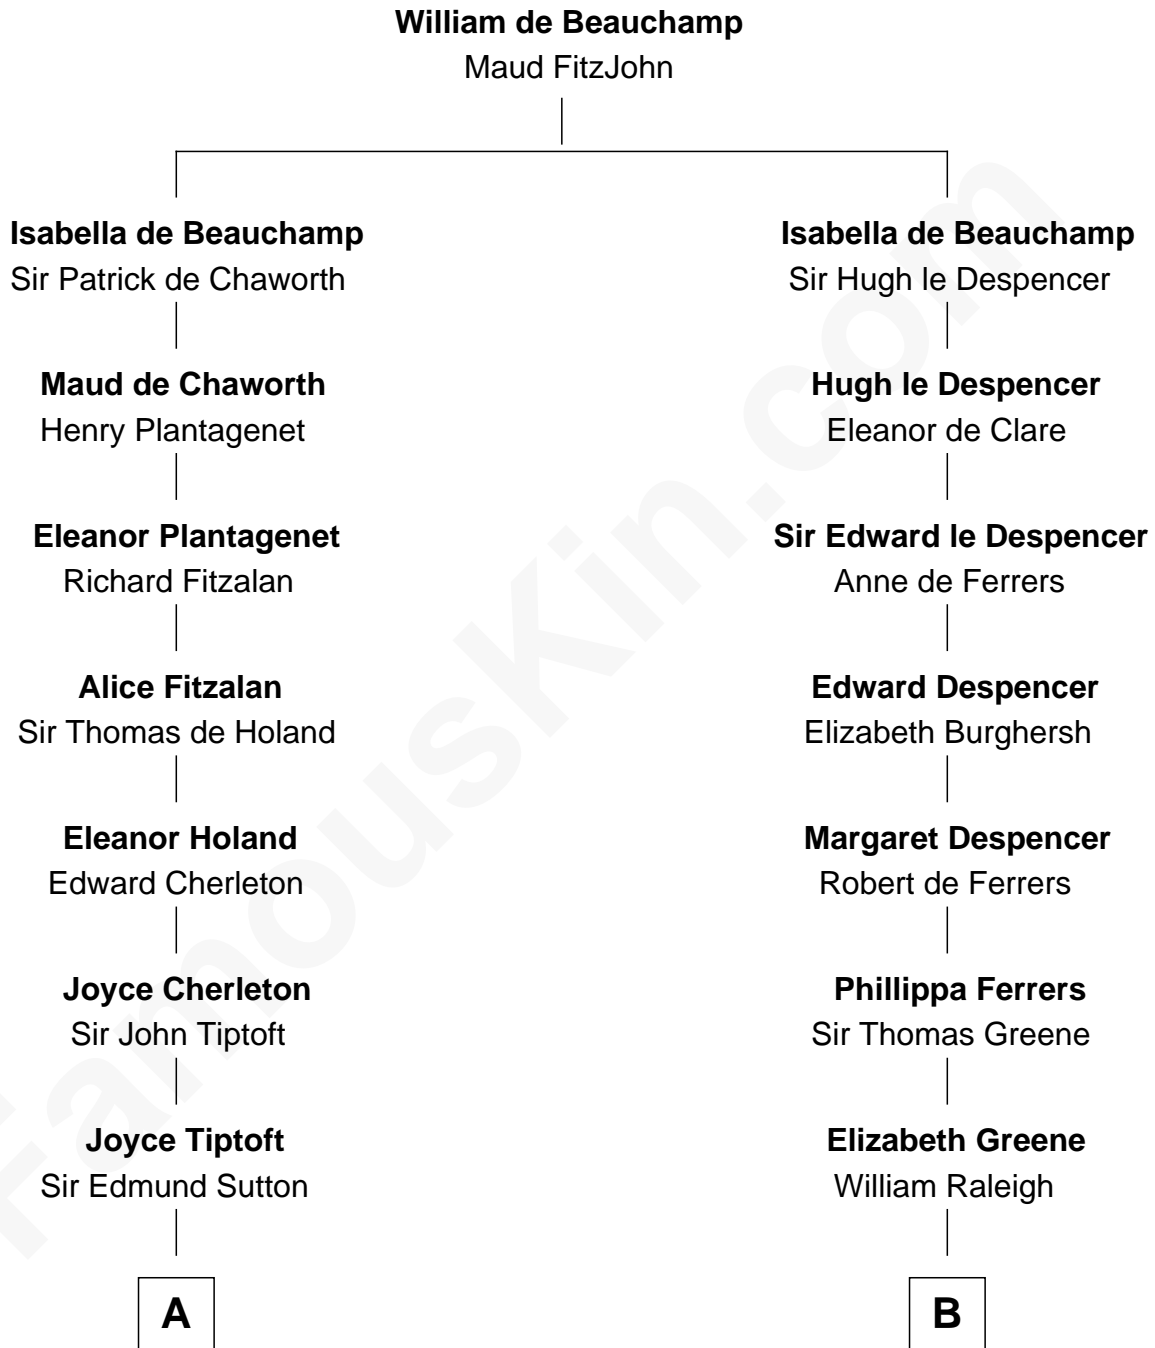 William de Beauchamp
Maud FitzJohn
Isabella de Beauchamp
Sir Patrick de Chaworth
Isabella de Beauchamp
Sir Hugh le Despencer
Maud de Chaworth
Henry Plantagenet
Hugh le Despencer
Eleanor de Clare
Eleanor Plantagenet
Richard Fitzalan
Sir Edward le Despencer
Anne de Ferrers
Alice Fitzalan
Sir Thomas de Holand
Edward Despencer
Elizabeth Burghersh
Eleanor Holand
Edward Cherleton
Margaret Despencer
Robert de Ferrers
Joyce Cherleton
Sir John Tiptoft
Phillippa Ferrers
Sir Thomas Greene
Joyce Tiptoft
Sir Edmund Sutton
Elizabeth Greene
William Raleigh
A
B
FamousKin.com